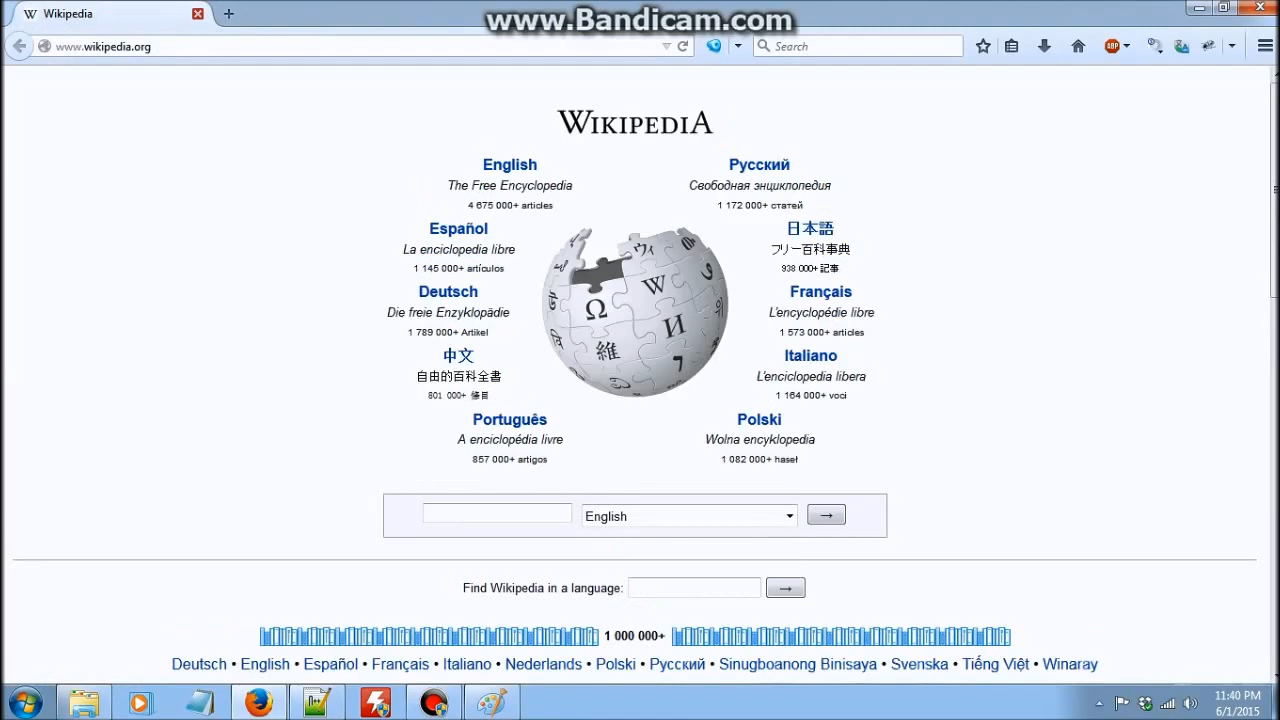 Wikipedia
www.Bandicam.com
www.wikipedia.org
Search
ABP
WIKIPEDIA
English
The Free Encyclopedia
4 675 000+ articles
Русский
Свободная энциклопедия
1 172 000+ статей
Español
La enciclopedia libre
1 145 000+ artículos
日本語
フリー百科事典
938 000+ 記事
Deutsch
Die freie Enzyklopädie
1 789 000+ Artikel
Français
L'encyclopédie libre
1 573 000+ articles
中文
自由的百科全書
801 000+ 條目
Italiano
L'enciclopedia libera
1 164 000+ voci
Português
A enciclopédia livre
857 000+ artigos
Polski
Wolna encyklopedia
1 082 000+ haseł
Ω W И 維 ウィ
English
→
Find Wikipedia in a language: →
1 000 000+
Deutsch • English • Español • Français • Italiano • Nederlands • Polski • Русский • Sinugboanong Binisaya • Svenska • Tiếng Việt • Winaray
11:40 PM
6/1/2015